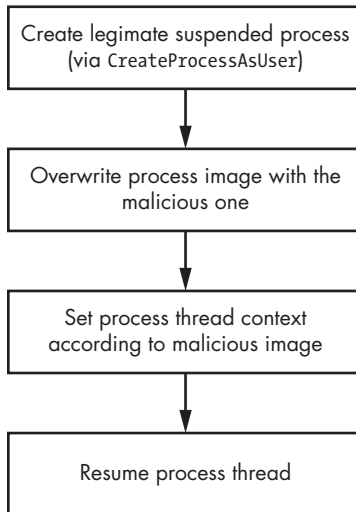 Create legimate suspended process
(via CreateProcessAsUser)
Overwrite process image with the
malicious one
Set process thread context
according to malicious image
Resume process thread